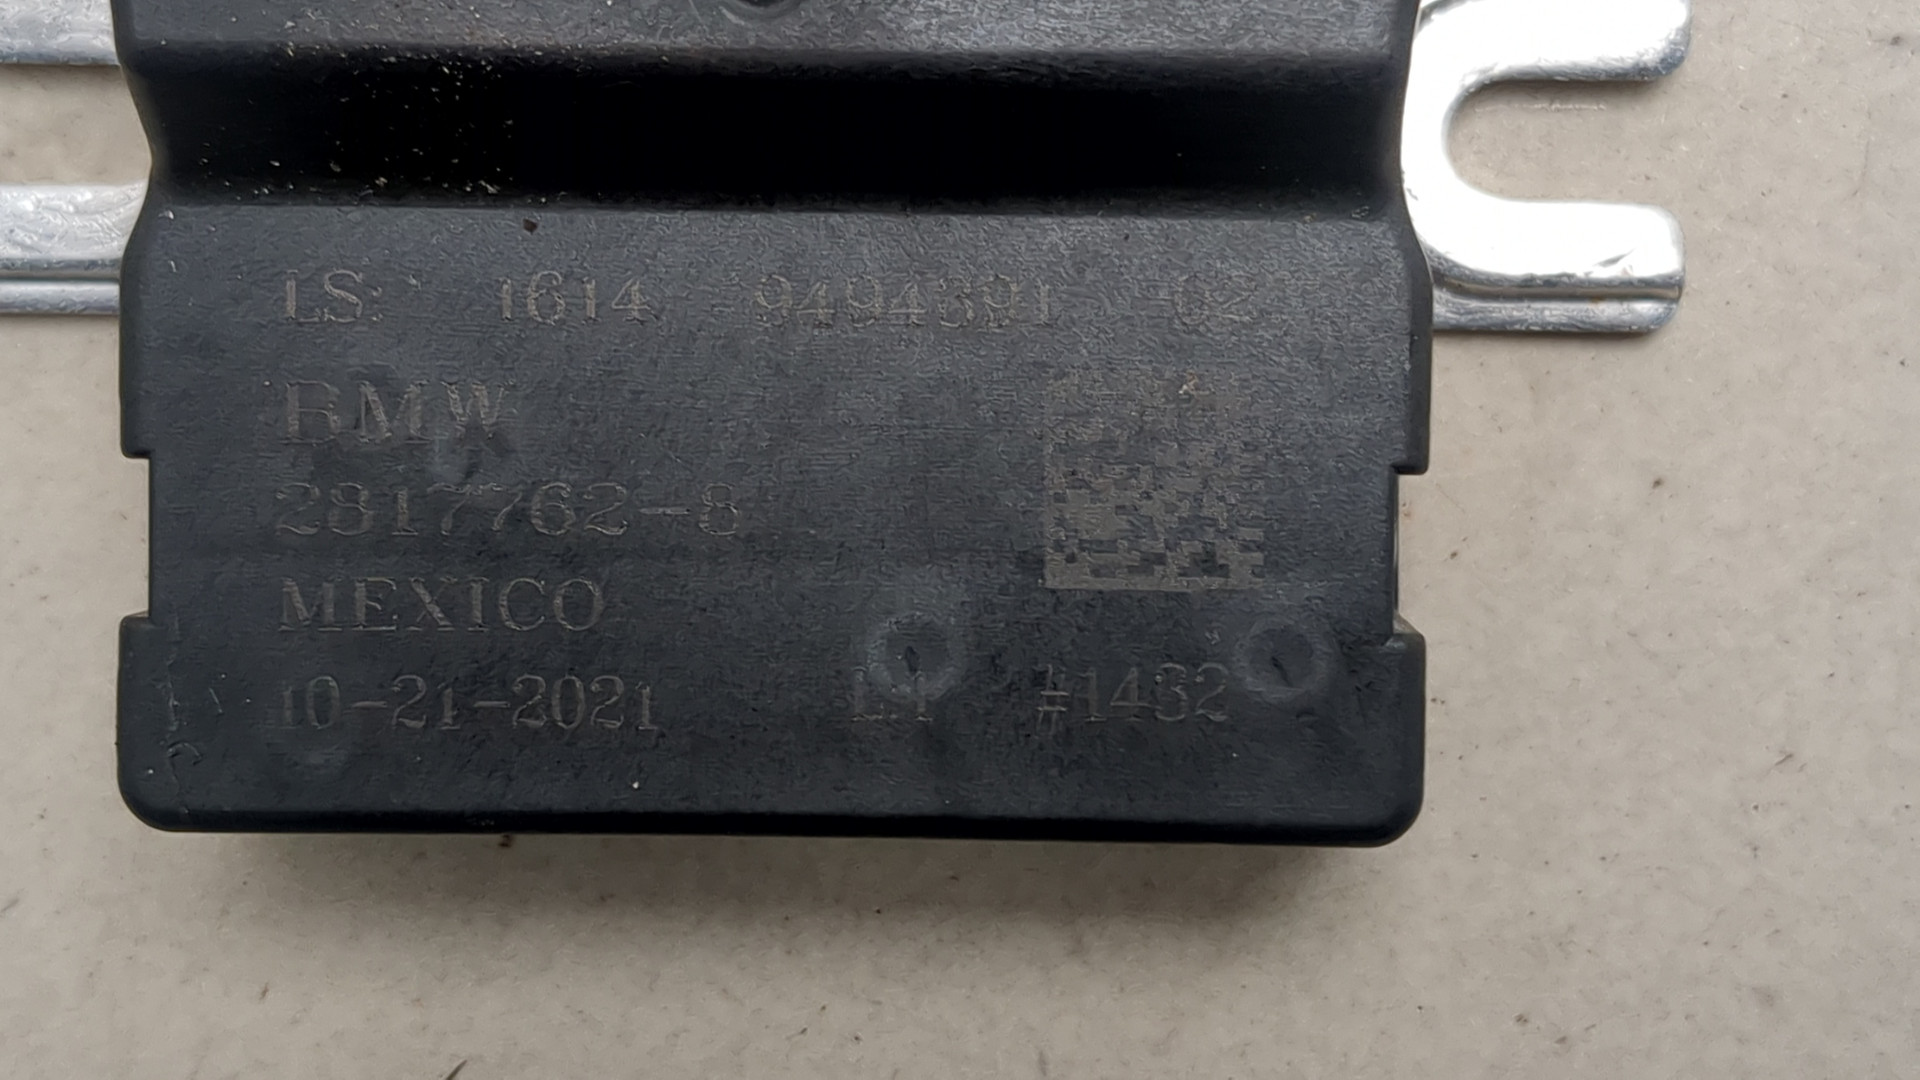 LS: 1614 9494391 02
BMW
2817762-8
MEXICO
10-21-2021 #1432